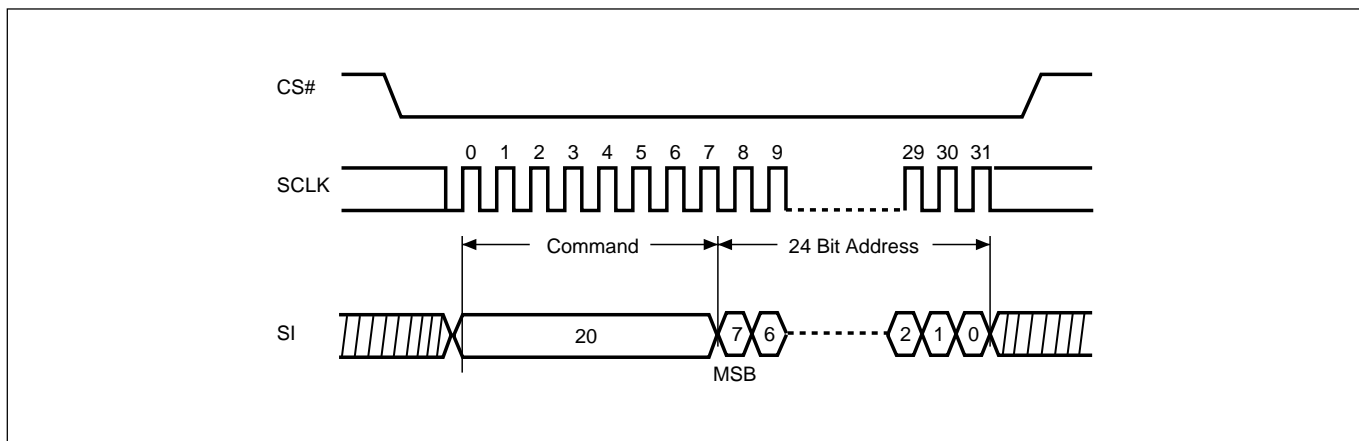 CS#
0 1 2 3 4 5 6 7 8 9 29 30 31
SCLK
Command 24 Bit Address
SI 20 7 6 2 1 0
MSB